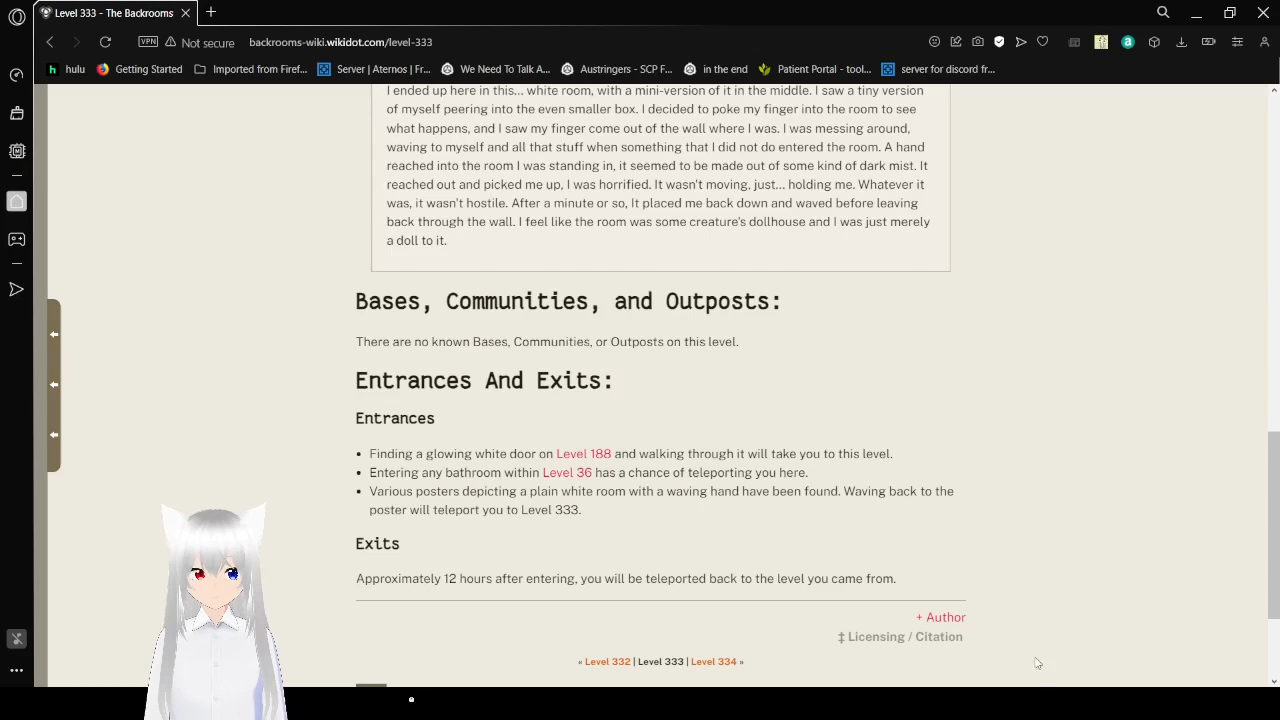 Level 333 - The Backrooms
VPN
Not secure
backrooms-wiki.wikidot.com/level-333
hulu
Getting Started
Imported from Firef...
Server | Aternos | Fr...
We Need To Talk A...
Austringers - SCP F...
in the end
Patient Portal - tool...
server for discord fr...
I ended up here in this... white room, with a mini-version of it in the middle. I saw a tiny version
of myself peering into the even smaller box. I decided to poke my finger into the room to see
what happens, and I saw my finger come out of the wall where I was. I was messing around,
waving to myself and all that stuff when something that I did not do entered the room. A hand
reached into the room I was standing in, it seemed to be made out of some kind of dark mist. It
reached out and picked me up, I was horrified. It wasn't moving, just... holding me. Whatever it
was, it wasn't hostile. After a minute or so, It placed me back down and waved before leaving
back through the wall. I feel like the room was some creature's dollhouse and I was just merely
a doll to it.
Bases, Communities, and Outposts:
There are no known Bases, Communities, or Outposts on this level.
Entrances And Exits:
Entrances
• Finding a glowing white door on Level 188 and walking through it will take you to this level.
• Entering any bathroom within Level 36 has a chance of teleporting you here.
• Various posters depicting a plain white room with a waving hand have been found. Waving back to the
poster will teleport you to Level 333.
Exits
Approximately 12 hours after entering, you will be teleported back to the level you came from.
+ Author
‡ Licensing / Citation
« Level 332 | Level 333 | Level 334 »